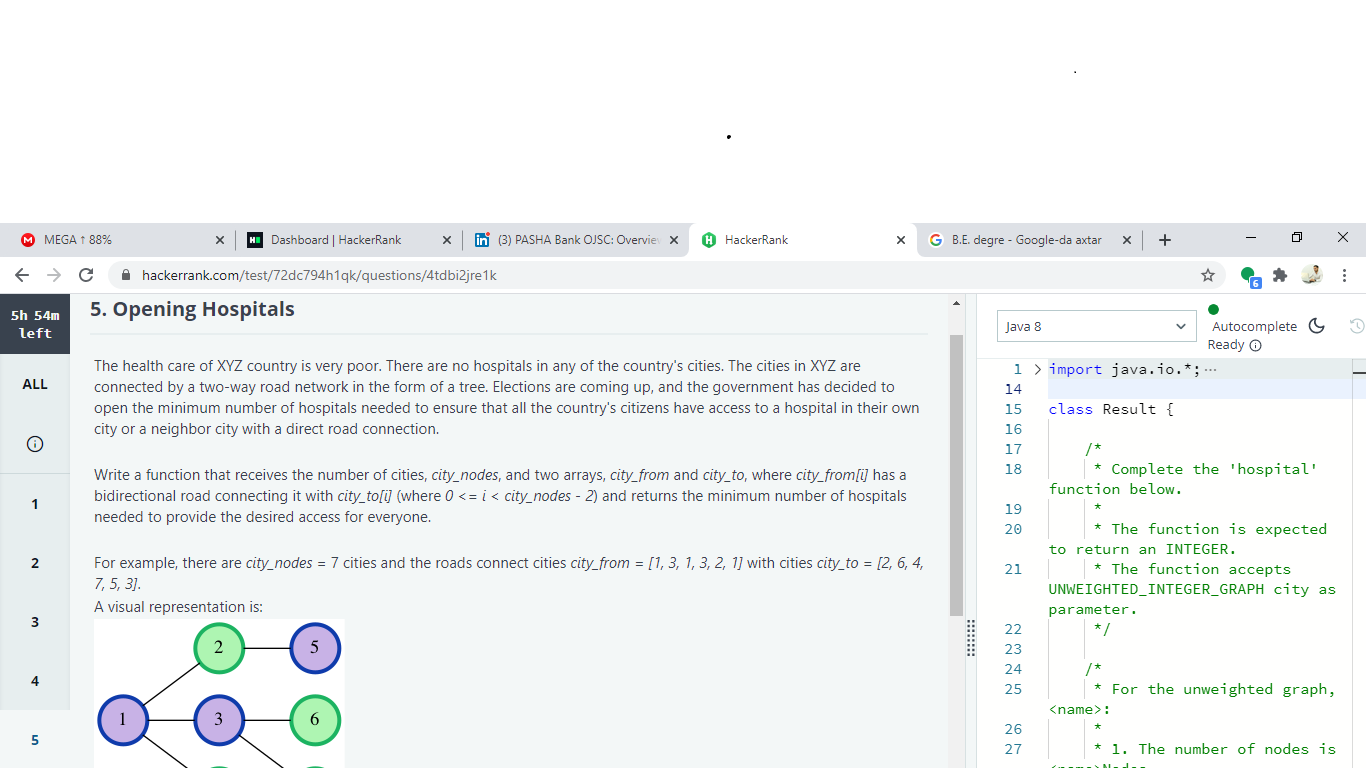 MEGA ↑ 88%
Dashboard | HackerRank
(3) PASHA Bank OJSC: Overvie
HackerRank
B.E. degre - Google-da axtar
hackerrank.com/test/72dc794h1qk/questions/4tdbi2jre1k
6
5h 54m
left
ALL
1
2
3
4
5
5. Opening Hospitals
The health care of XYZ country is very poor. There are no hospitals in any of the country's cities. The cities in XYZ are
connected by a two-way road network in the form of a tree. Elections are coming up, and the government has decided to
open the minimum number of hospitals needed to ensure that all the country's citizens have access to a hospital in their own
city or a neighbor city with a direct road connection.
Write a function that receives the number of cities, city_nodes, and two arrays, city_from and city_to, where city_from[i] has a
bidirectional road connecting it with city_to[i] (where 0 <= i < city_nodes - 2) and returns the minimum number of hospitals
needed to provide the desired access for everyone.
For example, there are city_nodes = 7 cities and the roads connect cities city_from = [1, 3, 1, 3, 2, 1] with cities city_to = [2, 6, 4,
7, 5, 3].
A visual representation is:
2 5
1 3 6
Java 8
Autocomplete
Ready
1 import java.io.*;
14
15 class Result {
16
17 /*
18 * Complete the 'hospital'
function below.
19 *
20 * The function is expected
to return an INTEGER.
21 * The function accepts
UNWEIGHTED_INTEGER_GRAPH city as
parameter.
22 */
23
24 /*
25 * For the unweighted graph,
<name>:
26 *
27 * 1. The number of nodes is